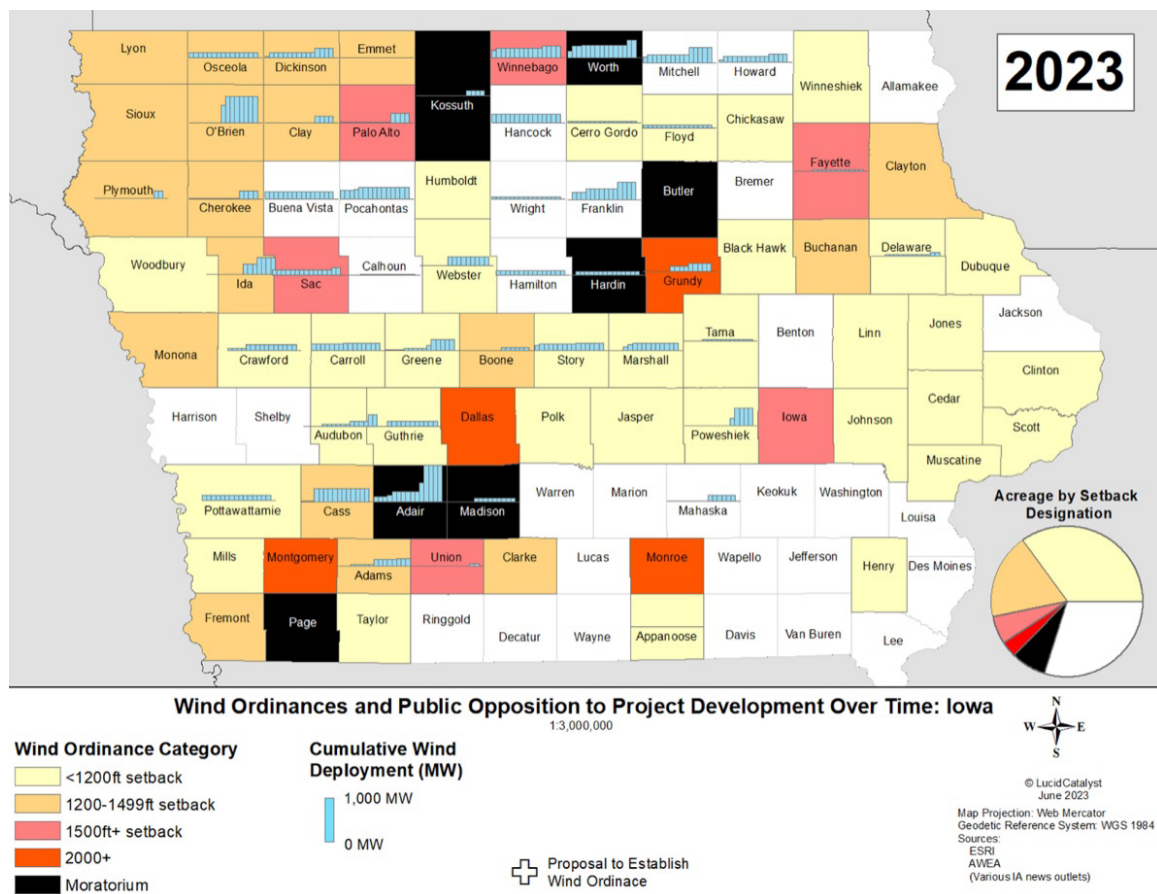 2023
Lyon
Osceola
Dickinson
Emmet
Kossuth
Winnebago
Worth
Mitchell
Howard
Winneshiek
Allamakee
Sioux
O'Brien
Clay
Palo Alto
Hancock
Cerro Gordo
Floyd
Chickasaw
Fayette
Clayton
Plymouth
Cherokee
Buena Vista
Pocahontas
Humboldt
Wright
Franklin
Butler
Bremer
Woodbury
Ida
Sac
Calhoun
Webster
Hamilton
Hardin
Grundy
Black Hawk
Buchanan
Delaware
Dubuque
Monona
Crawford
Carroll
Greene
Boone
Story
Marshall
Tama
Benton
Linn
Jones
Jackson
Clinton
Harrison
Shelby
Audubon
Guthrie
Dallas
Polk
Jasper
Poweshiek
Iowa
Johnson
Cedar
Scott
Muscatine
Pottawattamie
Cass
Adair
Madison
Warren
Marion
Mahaska
Keokuk
Washington
Louisa
Mills
Montgomery
Adams
Union
Clarke
Lucas
Monroe
Wapello
Jefferson
Henry
Des Moines
Fremont
Page
Taylor
Ringgold
Decatur
Wayne
Appanoose
Davis
Van Buren
Lee
Acreage by Setback
Designation
Wind Ordinances and Public Opposition to Project Development Over Time: Iowa
1:3,000,000
Wind Ordinance Category
<1200ft setback
1200-1499ft setback
1500ft+ setback
2000+
Moratorium
Cumulative Wind
Deployment (MW)
1,000 MW
0 MW
Proposal to Establish
Wind Ordinace
N
W E
S
© LucidCatalyst
June 2023
Map Projection: Web Mercator
Geodetic Reference System: WGS 1984
Sources:
ESRI
AWEA
(Various IA news outlets)